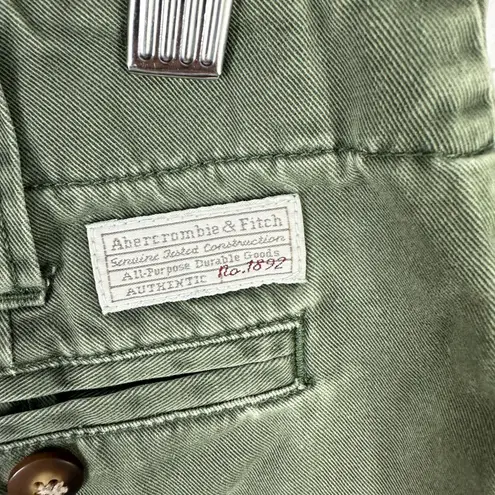 Abercrombie & Fitch
Genuine Tested Construction
All-Purpose Durable Goods
AUTHENTIC No. 1892